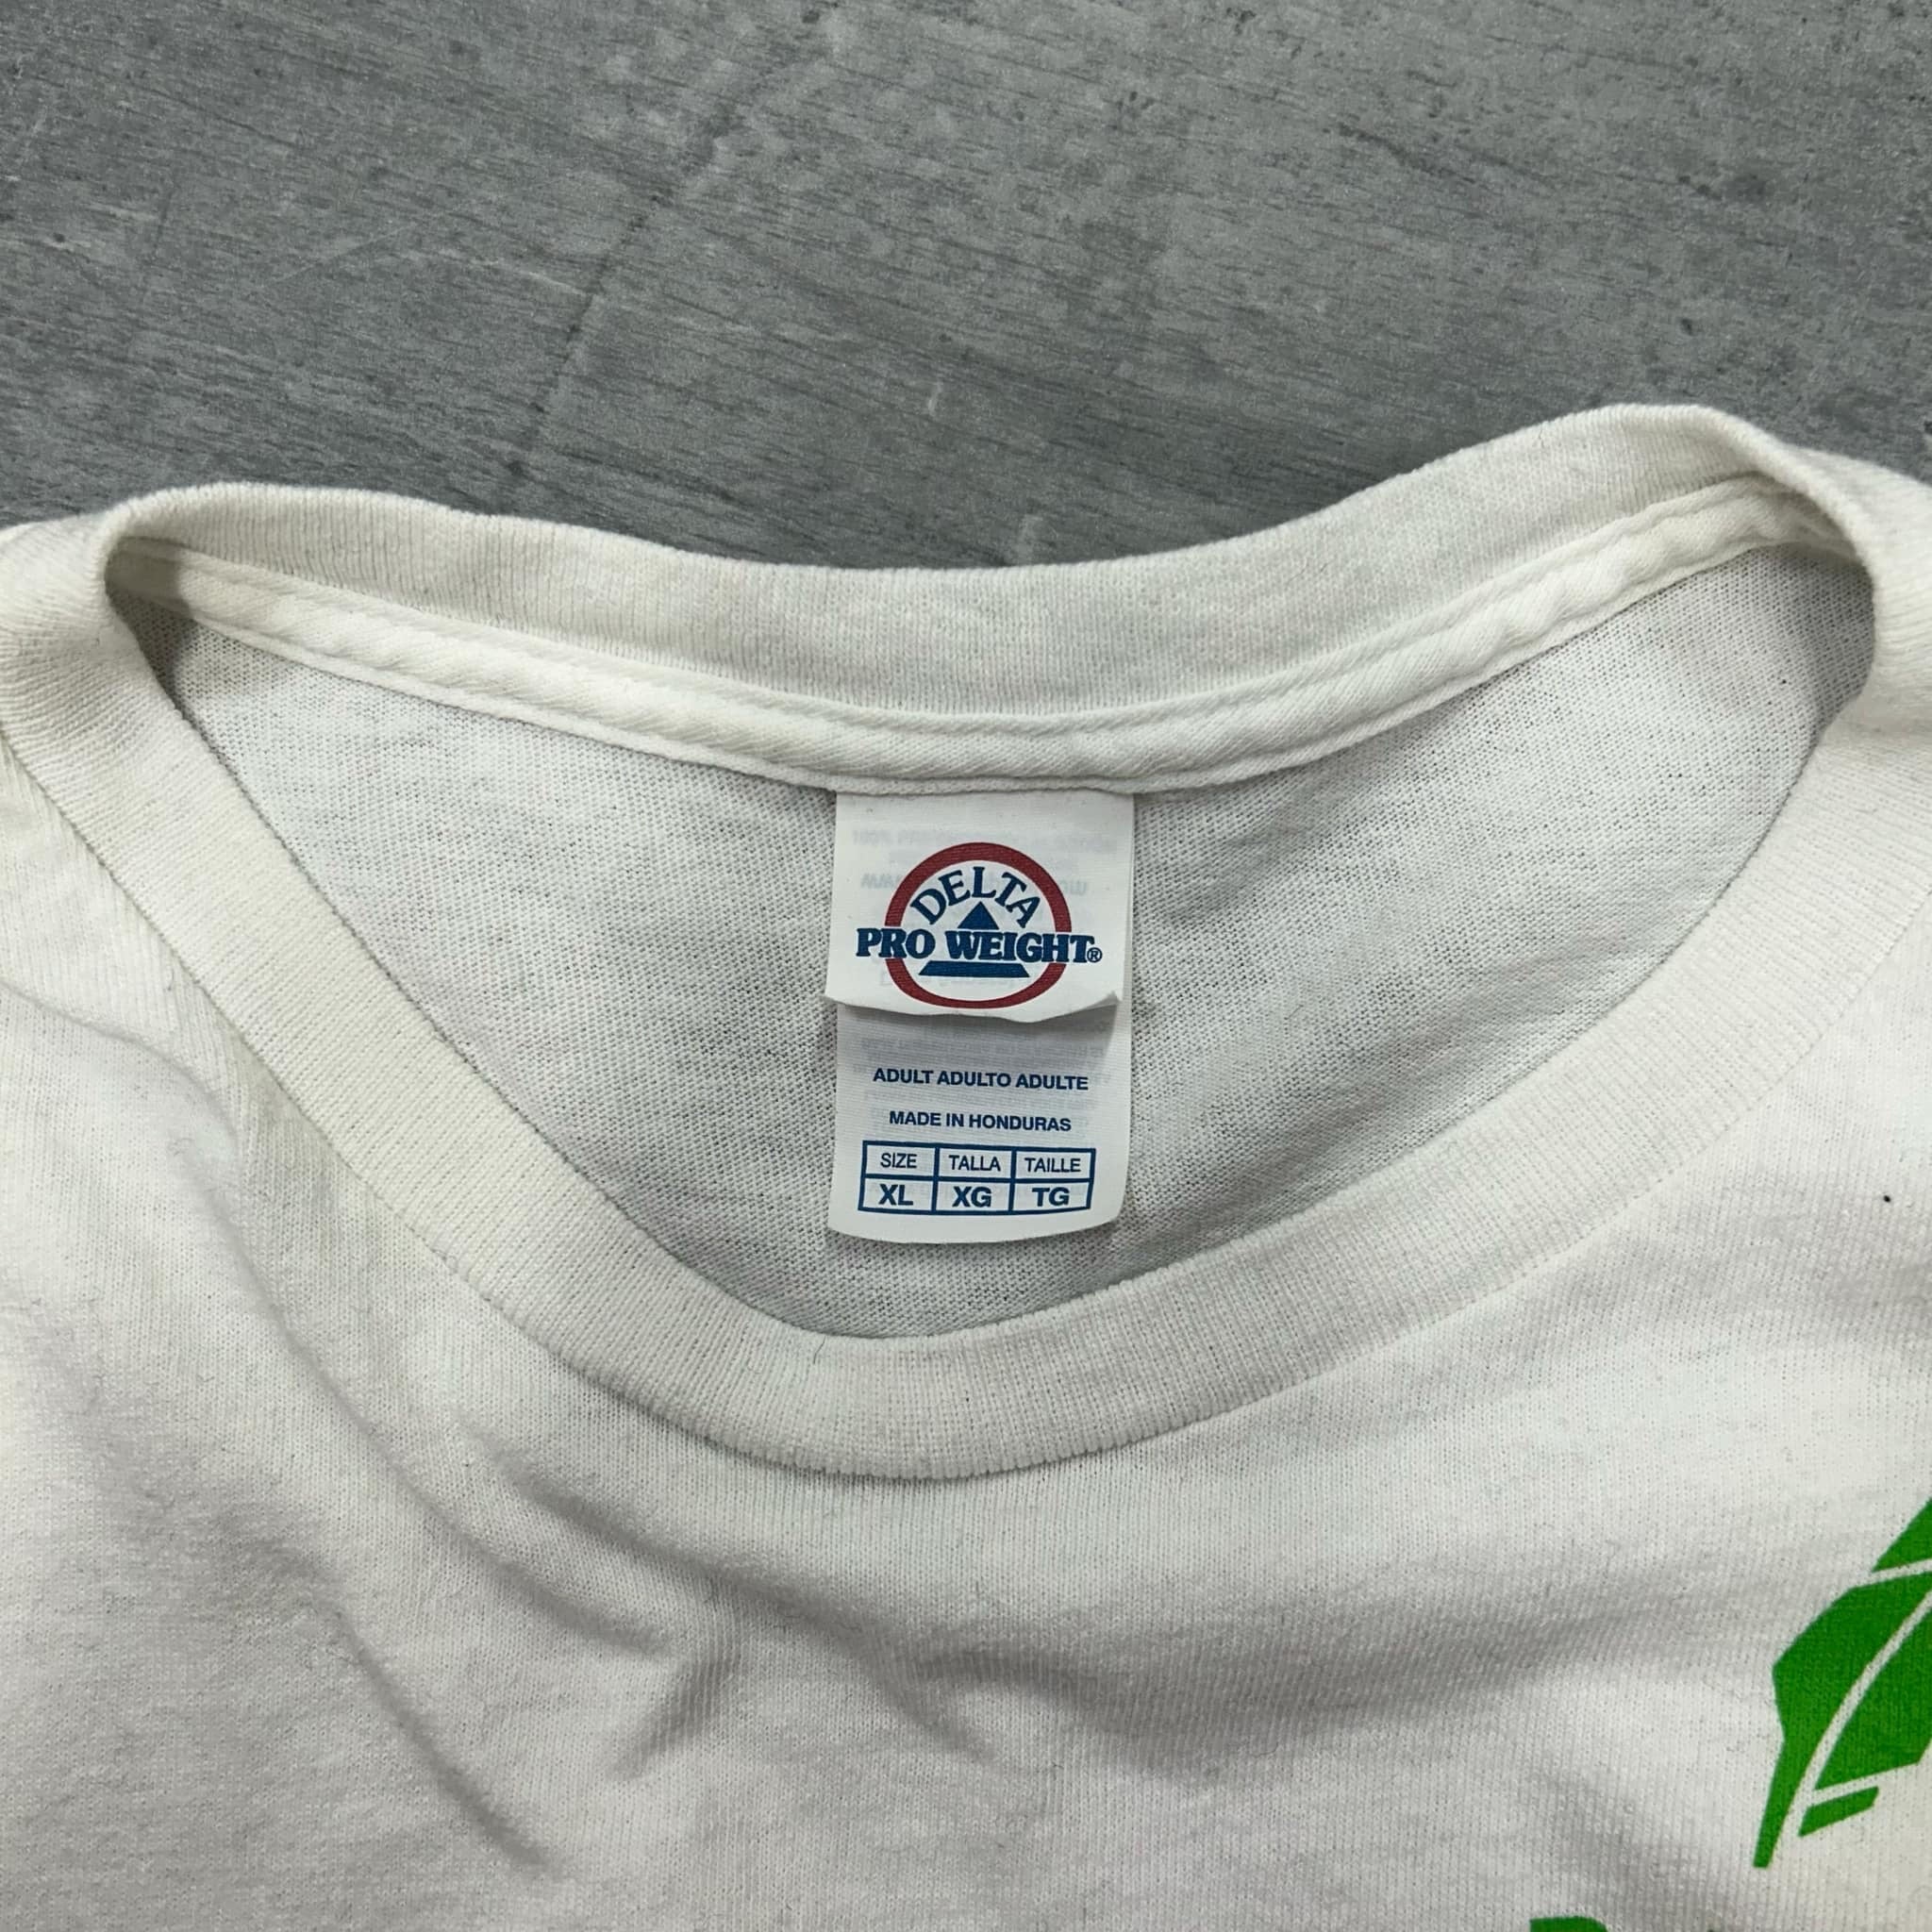 DELTA
PRO WEIGHT®
ADULT ADULTO ADULTE
MADE IN HONDURAS
SIZE TALLA TAILLE
XL XG TG